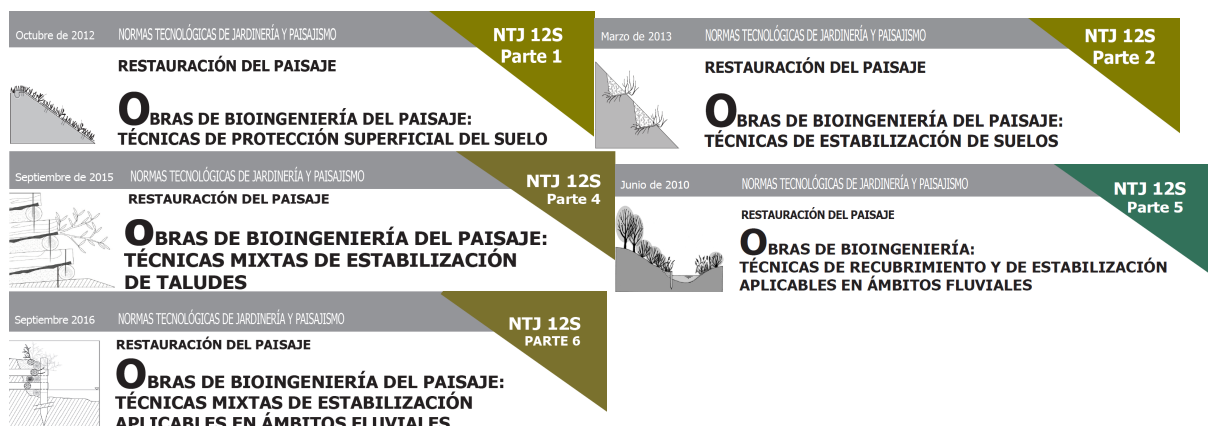 Octubre de 2012 NORMAS TECNOLÓGICAS DE JARDINERÍA Y PAISAJISMO NTJ 12S
Parte 1
RESTAURACIÓN DEL PAISAJE
OBRAS DE BIOINGENIERÍA DEL PAISAJE:
TÉCNICAS DE PROTECCIÓN SUPERFICIAL DEL SUELO
Marzo de 2013 NORMAS TECNOLÓGICAS DE JARDINERÍA Y PAISAJISMO NTJ 12S
Parte 2
RESTAURACIÓN DEL PAISAJE
OBRAS DE BIOINGENIERÍA DEL PAISAJE:
TÉCNICAS DE ESTABILIZACIÓN DE SUELOS
Septiembre de 2015 NORMAS TECNOLÓGICAS DE JARDINERÍA Y PAISAJISMO NTJ 12S
Parte 4
RESTAURACIÓN DEL PAISAJE
OBRAS DE BIOINGENIERÍA DEL PAISAJE:
TÉCNICAS MIXTAS DE ESTABILIZACIÓN
DE TALUDES
Junio de 2010 NORMAS TECNOLÓGICAS DE JARDINERÍA Y PAISAJISMO NTJ 12S
Parte 5
RESTAURACIÓN DEL PAISAJE
OBRAS DE BIOINGENIERÍA:
TÉCNICAS DE RECUBRIMIENTO Y DE ESTABILIZACIÓN
APLICABLES EN ÁMBITOS FLUVIALES
Septiembre 2016 NORMAS TECNOLÓGICAS DE JARDINERÍA Y PAISAJISMO NTJ 12S
PARTE 6
RESTAURACIÓN DEL PAISAJE
OBRAS DE BIOINGENIERÍA DEL PAISAJE:
TÉCNICAS MIXTAS DE ESTABILIZACIÓN
APLICABLES EN ÁMBITOS FLUVIALES